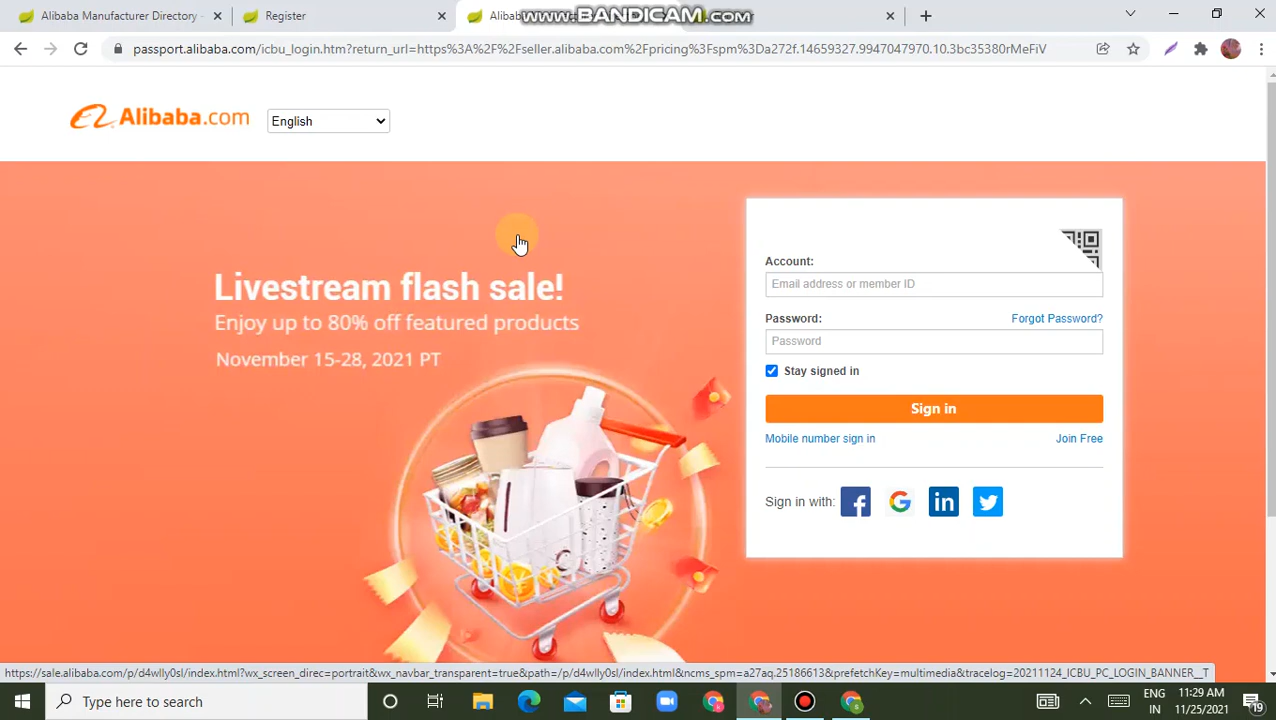 Alibaba Manufacturer Directory -
Register
Alibaba
www.BANDICAM.com
passport.alibaba.com/icbu_login.htm?return_url=https%3A%2F%2Fseller.alibaba.com%2Fpricing%2Fspm%3Da272f.14659327.9947047970.10.3bc35380rMeFiV
Alibaba.com
English
Livestream flash sale!
Enjoy up to 80% off featured products
November 15-28, 2021 PT
Account:
Email address or member ID
Password:
Forgot Password?
Password
Stay signed in
Sign in
Mobile number sign in
Join Free
Sign in with:
https://sale.alibaba.com/p/d4wlly0sl/index.html?wx_screen_direc=portrait&wx_navbar_transparent=true&path=/p/d4wlly0sl/index.html&ncms_spm=a27aq.25186613&prefetchKey=multimedia&tracelog=20211124_ICBU_PC_LOGIN_BANNER__T
Type here to search
ENG
IN
11:29 AM
11/25/2021
19